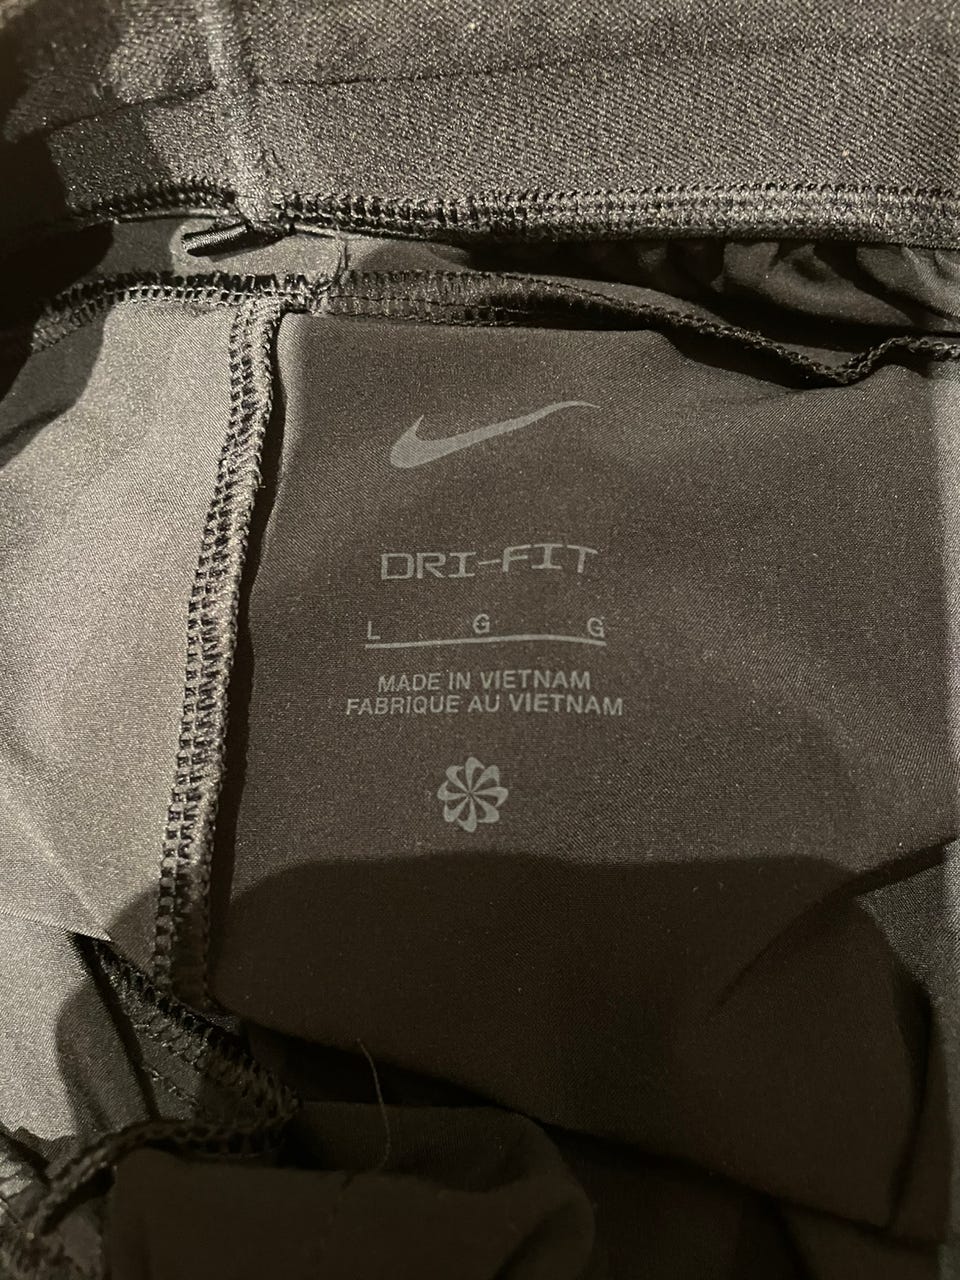 DRI-FIT
L G G
MADE IN VIETNAM
FABRIQUE AU VIETNAM